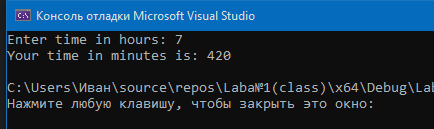 Консоль отладки Microsoft Visual Studio
Enter time in hours: 7
Your time in minutes is: 420
C:\Users\Иван\source\repos\Laba№1(class)\x64\Debug\Lab
Нажмите любую клавишу, чтобы закрыть это окно: